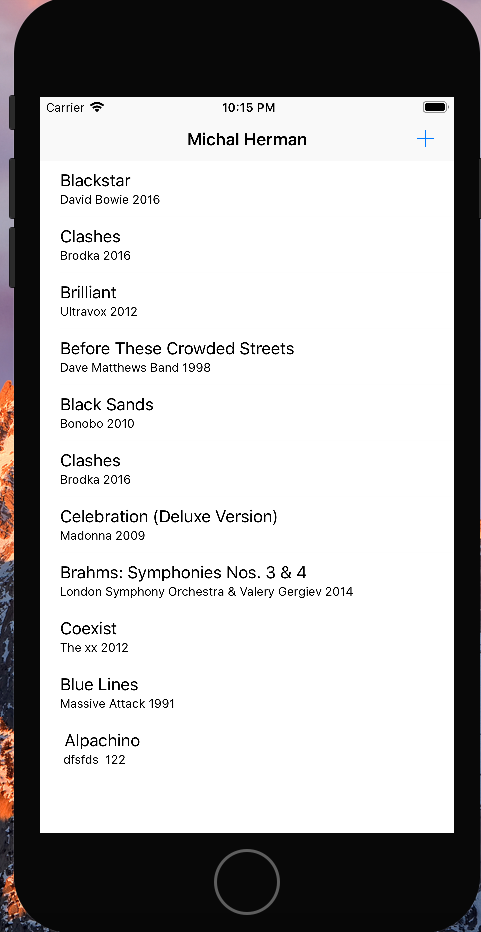 Carrier 10:15 PM
Michal Herman +
Blackstar
David Bowie 2016
Clashes
Brodka 2016
Brilliant
Ultravox 2012
Before These Crowded Streets
Dave Matthews Band 1998
Black Sands
Bonobo 2010
Clashes
Brodka 2016
Celebration (Deluxe Version)
Madonna 2009
Brahms: Symphonies Nos. 3 & 4
London Symphony Orchestra & Valery Gergiev 2014
Coexist
The xx 2012
Blue Lines
Massive Attack 1991
Alpachino
dfsfds 122